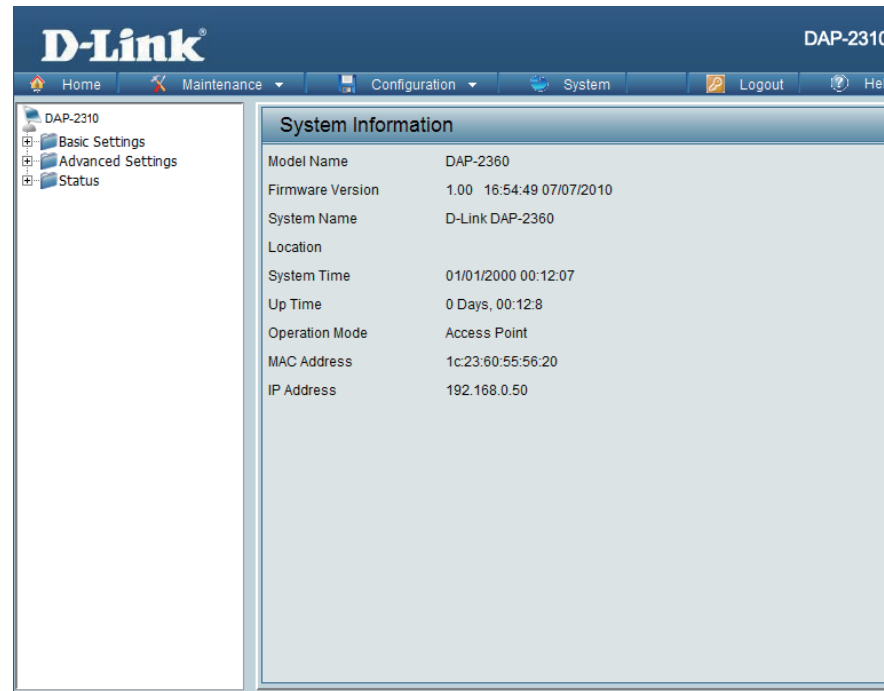 D-Link®
DAP-2310
Home Maintenance Configuration System Logout Hel
DAP-2310
Basic Settings
Advanced Settings
Status
System Information
Model Name DAP-2360
Firmware Version 1.00 16:54:49 07/07/2010
System Name D-Link DAP-2360
Location
System Time 01/01/2000 00:12:07
Up Time 0 Days, 00:12:8
Operation Mode Access Point
MAC Address 1c:23:60:55:56:20
IP Address 192.168.0.50